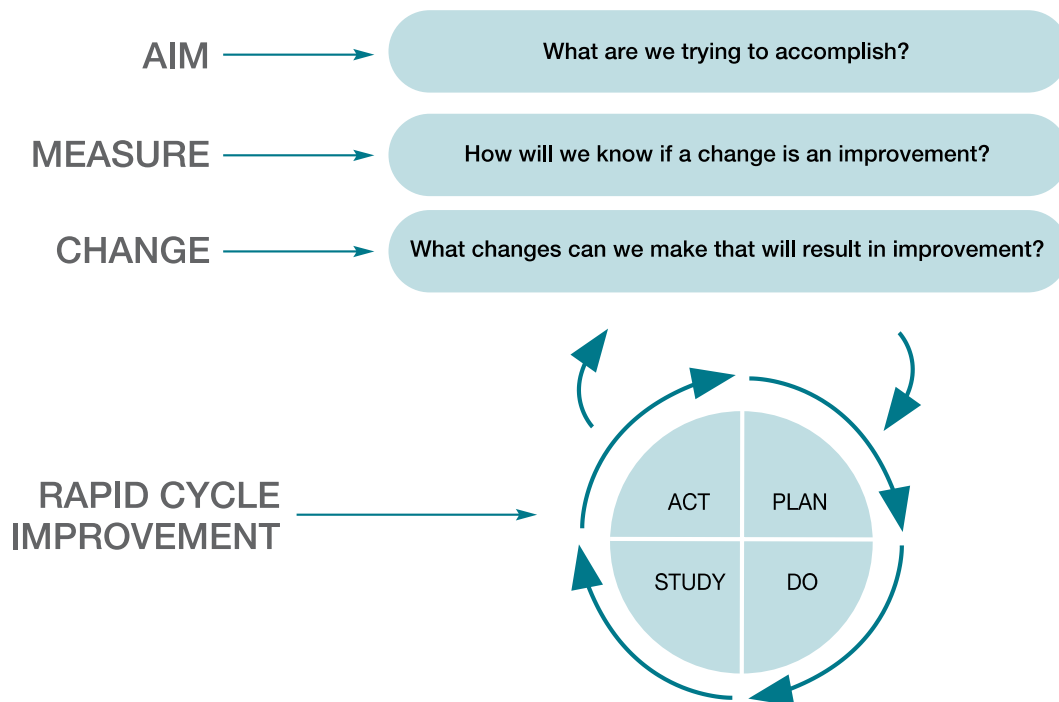 AIM
What are we trying to accomplish?
MEASURE
How will we know if a change is an improvement?
CHANGE
What changes can we make that will result in improvement?
RAPID CYCLE
IMPROVEMENT
ACT
PLAN
STUDY
DO